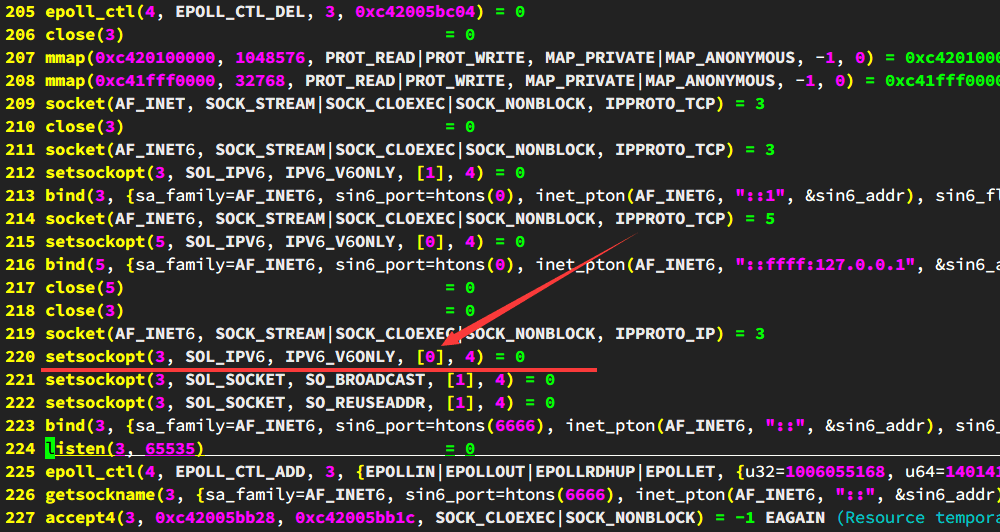 205 epoll_ctl(4, EPOLL_CTL_DEL, 3, 0xc42005bc04) = 0
206 close(3) = 0
207 mmap(0xc420100000, 1048576, PROT_READ|PROT_WRITE, MAP_PRIVATE|MAP_ANONYMOUS, -1, 0) = 0xc4201000
208 mmap(0xc41fff0000, 32768, PROT_READ|PROT_WRITE, MAP_PRIVATE|MAP_ANONYMOUS, -1, 0) = 0xc41fff0000
209 socket(AF_INET, SOCK_STREAM|SOCK_CLOEXEC|SOCK_NONBLOCK, IPPROTO_TCP) = 3
210 close(3) = 0
211 socket(AF_INET6, SOCK_STREAM|SOCK_CLOEXEC|SOCK_NONBLOCK, IPPROTO_TCP) = 3
212 setsockopt(3, SOL_IPV6, IPV6_V6ONLY, [1], 4) = 0
213 bind(3, {sa_family=AF_INET6, sin6_port=htons(0), inet_pton(AF_INET6, "::1", &sin6_addr), sin6_fl
214 socket(AF_INET6, SOCK_STREAM|SOCK_CLOEXEC|SOCK_NONBLOCK, IPPROTO_TCP) = 5
215 setsockopt(5, SOL_IPV6, IPV6_V6ONLY, [0], 4) = 0
216 bind(5, {sa_family=AF_INET6, sin6_port=htons(0), inet_pton(AF_INET6, "::ffff:127.0.0.1", &sin6_a
217 close(5) = 0
218 close(3) = 0
219 socket(AF_INET6, SOCK_STREAM|SOCK_CLOEXEC|SOCK_NONBLOCK, IPPROTO_IP) = 3
220 setsockopt(3, SOL_IPV6, IPV6_V6ONLY, [0], 4) = 0
221 setsockopt(3, SOL_SOCKET, SO_BROADCAST, [1], 4) = 0
222 setsockopt(3, SOL_SOCKET, SO_REUSEADDR, [1], 4) = 0
223 bind(3, {sa_family=AF_INET6, sin6_port=htons(6666), inet_pton(AF_INET6, "::", &sin6_addr), sin6_
224 listen(3, 65535) = 0
225 epoll_ctl(4, EPOLL_CTL_ADD, 3, {EPOLLIN|EPOLLOUT|EPOLLRDHUP|EPOLLET, {u32=1006055168, u64=140141
226 getsockname(3, {sa_family=AF_INET6, sin6_port=htons(6666), inet_pton(AF_INET6, "::", &sin6_addr)
227 accept4(3, 0xc42005bb28, 0xc42005bb1c, SOCK_CLOEXEC|SOCK_NONBLOCK) = -1 EAGAIN (Resource tempora